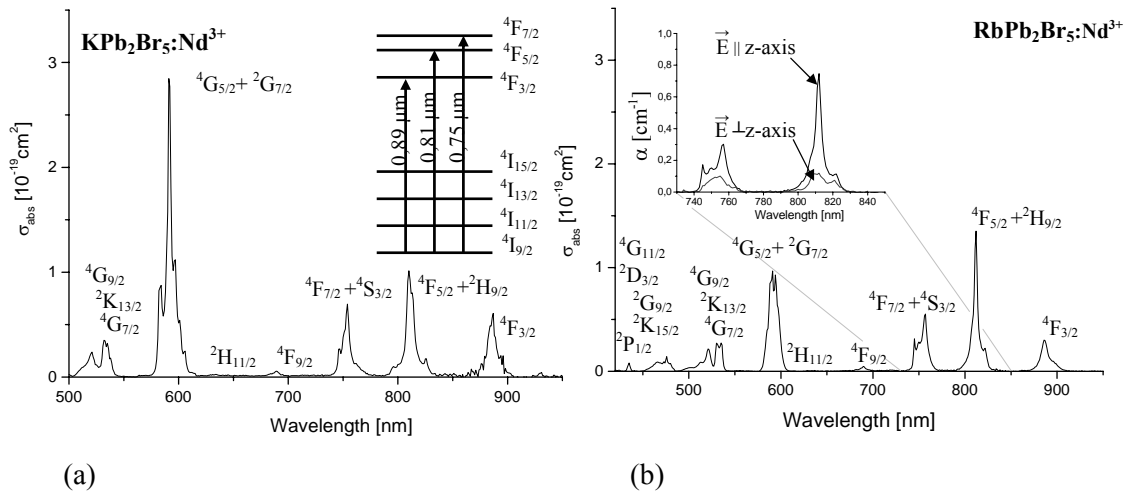 KPb₂Br₅:Nd³⁺
σabs [10⁻¹⁹cm²]
3
2
1
0
500
600
700
800
900
Wavelength [nm]
⁴G₉/₂
²K₁₃/₂
⁴G₇/₂
⁴G₅/₂+ ²G₇/₂
²H₁₁/₂
⁴F₉/₂
⁴F₇/₂ +⁴S₃/₂
⁴F₅/₂ +²H₉/₂
⁴F₃/₂
⁴F₇/₂
⁴F₅/₂
⁴F₃/₂
0,89 μm
0,81 μm
0,75 μm
⁴I₁₅/₂
⁴I₁₃/₂
⁴I₁₁/₂
⁴I₉/₂
(a)
RbPb₂Br₅:Nd³⁺
σabs [10⁻¹⁹cm²]
3
2
1
0
500
600
700
800
900
Wavelength [nm]
α [cm⁻¹]
1,0
0,8
0,6
0,4
0,2
0,0
740
760
780
800
820
840
Wavelength [nm]
E || z-axis
E ⊥z-axis
⁴G₁₁/₂
²D₃/₂
²G₉/₂
²K₁₅/₂
²P₁/₂
⁴G₉/₂
²K₁₃/₂
⁴G₇/₂
⁴G₅/₂+ ²G₇/₂
²H₁₁/₂
⁴F₉/₂
⁴F₇/₂ +⁴S₃/₂
⁴F₅/₂ +²H₉/₂
⁴F₃/₂
(b)